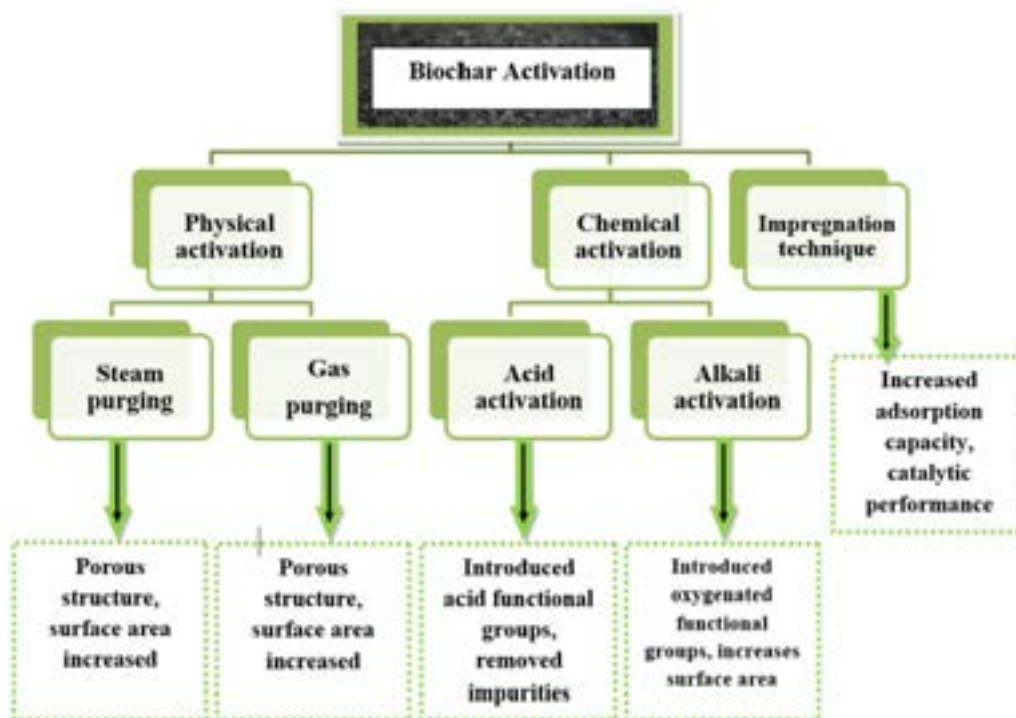 Biochar Activation
Physical
activation
Chemical
activation
Impregnation
technique
Steam
purging
Gas
purging
Acid
activation
Alkali
activation
Increased
adsorption
capacity,
catalytic
performance
Porous
structure,
surface area
increased
Porous
structure,
surface area
increased
Introduced
acid functional
groups,
removed
impurities
Introduced
oxygenated
functional
groups, increases
surface area